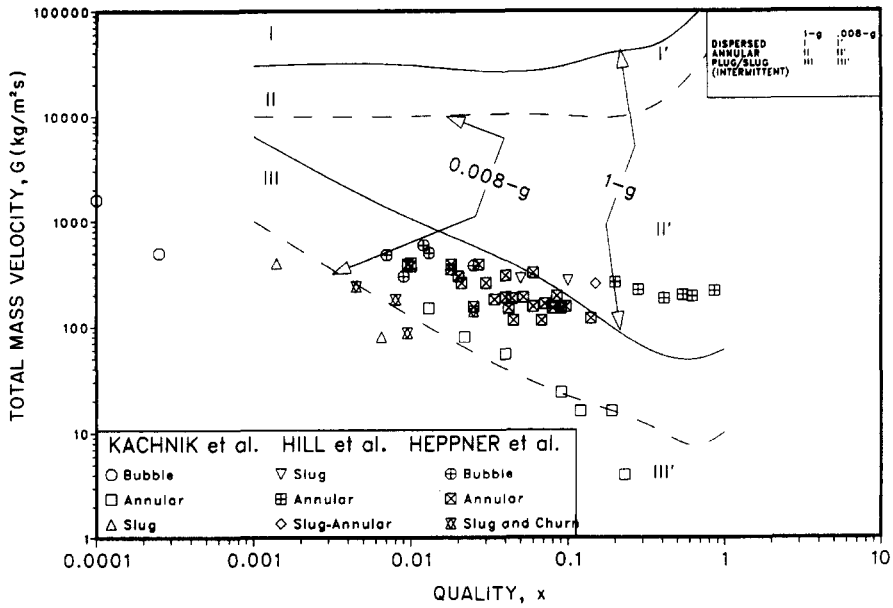 TOTAL MASS VELOCITY, G (kg/m²s)
100000
10000
1000
100
10
1
1-g .008-g
DISPERSED I I'
ANNULAR II II'
PLUG/SLUG III III'
(INTERMITTENT)
I
I'
II
III
0.008-g
1-g
II'
III'
KACHNIK et al. HILL et al. HEPPNER et al.
Bubble Slug Bubble
Annular Annular Annular
Slug Slug-Annular Slug and Churn
0.0001 0.001 0.01 0.1 1 10
QUALITY, x